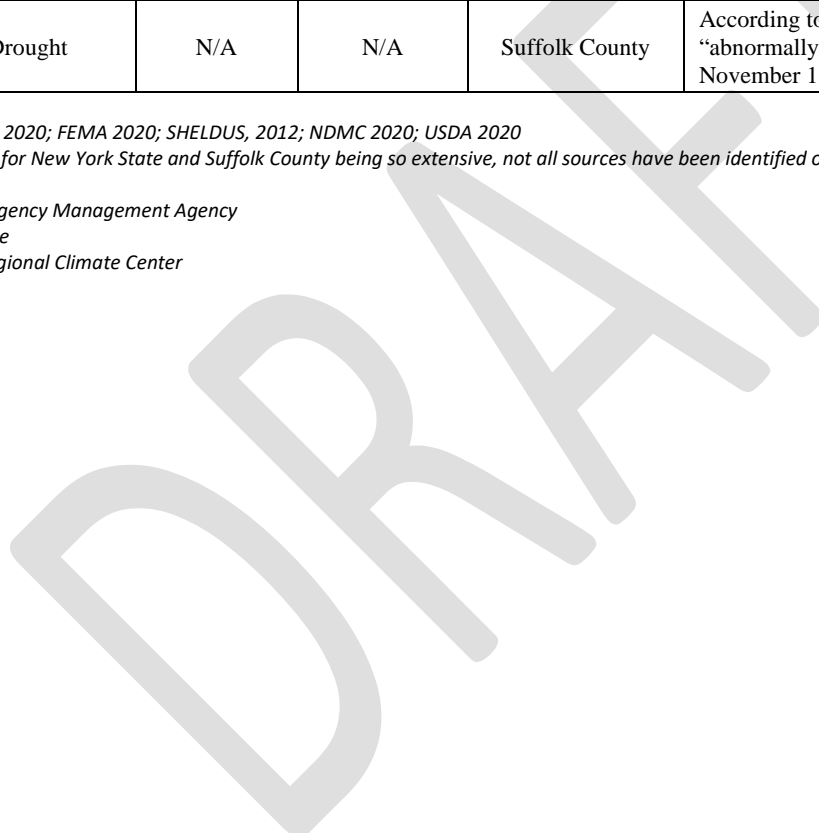 Drought N/A N/A Suffolk County According to
"abnormally
November 1
2020; FEMA 2020; SHELDUS, 2012; NDMC 2020; USDA 2020
for New York State and Suffolk County being so extensive, not all sources have been identified o
gency Management Agency
e
gional Climate Center
DRAF